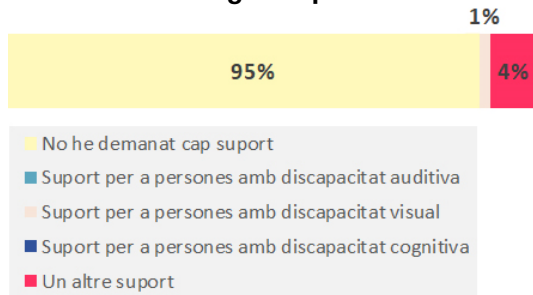 1%
95%
4%
No he demanat cap suport
Suport per a persones amb discapacitat auditiva
Suport per a persones amb discapacitat visual
Suport per a persones amb discapacitat cognitiva
Un altre suport